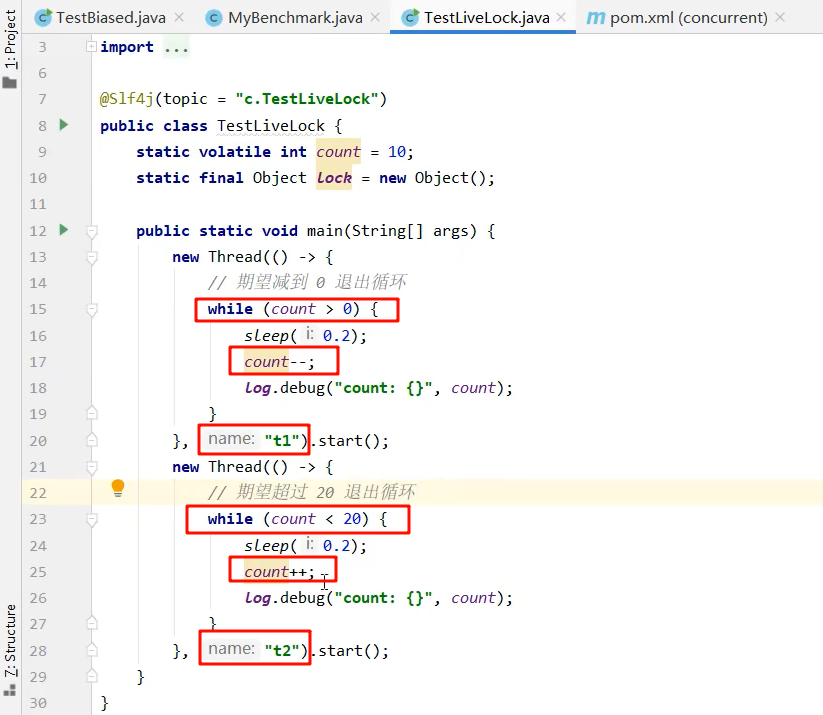 TestBiased.java × MyBenchmark.java × TestLiveLock.java × m pom.xml (concurrent) ×
1: Project
3 import ...
6
7 @Slf4j(topic = "c.TestLiveLock")
8 public class TestLiveLock {
9 static volatile int count = 10;
10 static final Object lock = new Object();
11
12 public static void main(String[] args) {
13 new Thread(() -> {
14 // 期望减到 0 退出循环
15 while (count > 0) {
16 sleep( i: 0.2);
17 count--;
18 log.debug("count: {}", count);
19 }
20 }, name: "t1").start();
21 new Thread(() -> {
22 // 期望超过 20 退出循环
23 while (count < 20) {
24 sleep( i: 0.2);
25 count++;
26 log.debug("count: {}", count);
27 }
28 }, name: "t2").start();
29 }
30 }
Z: Structure